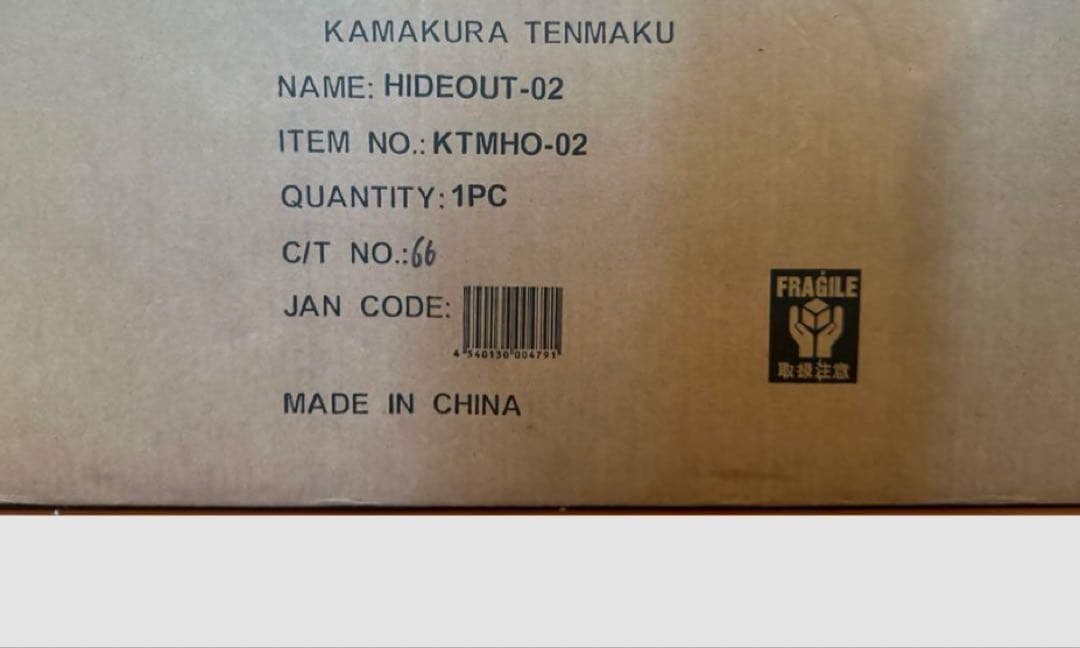 KAMAKURA TENMAKU
NAME: HIDEOUT-02
ITEM NO.: KTMHO-02
QUANTITY: 1PC
C/T NO.: 66
JAN CODE:
4 540130 004791
MADE IN CHINA
FRAGILE
取扱注意